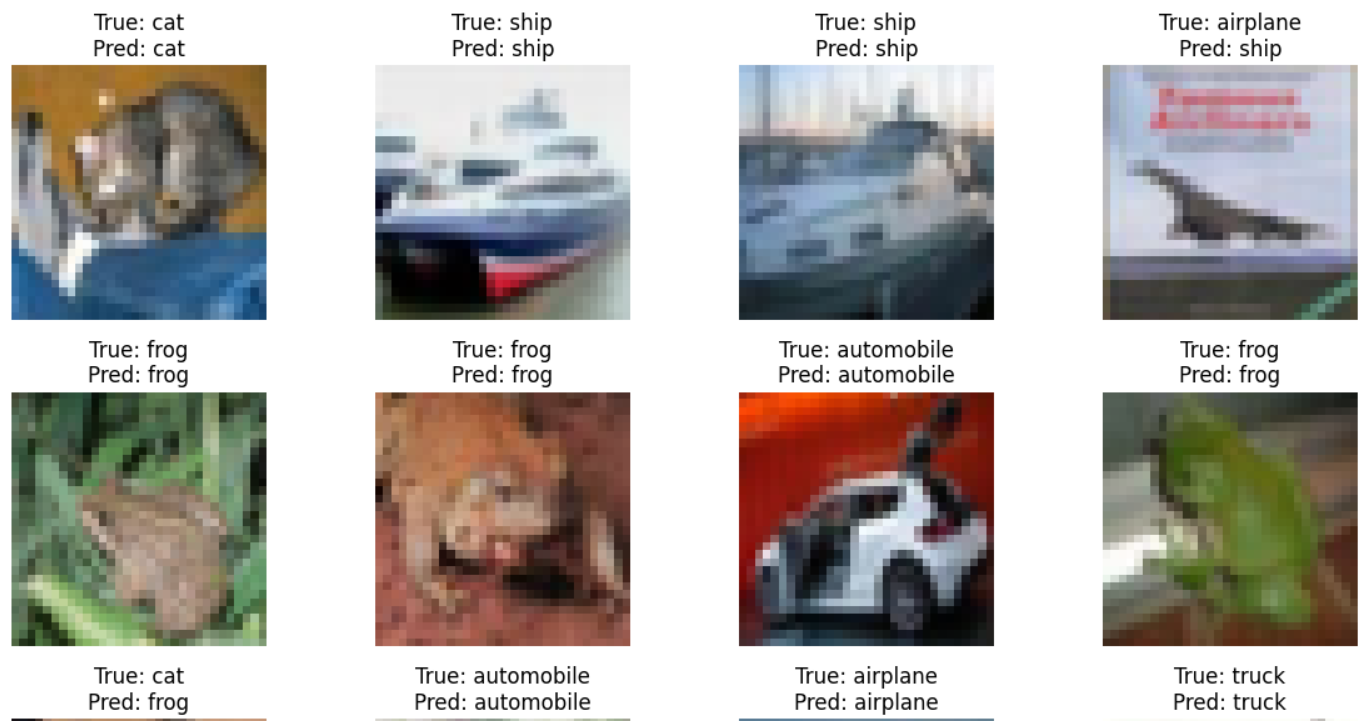 True: cat
Pred: cat
True: ship
Pred: ship
True: ship
Pred: ship
True: airplane
Pred: ship
True: frog
Pred: frog
True: frog
Pred: frog
True: automobile
Pred: automobile
True: frog
Pred: frog
True: cat
Pred: frog
True: automobile
Pred: automobile
True: airplane
Pred: airplane
True: truck
Pred: truck